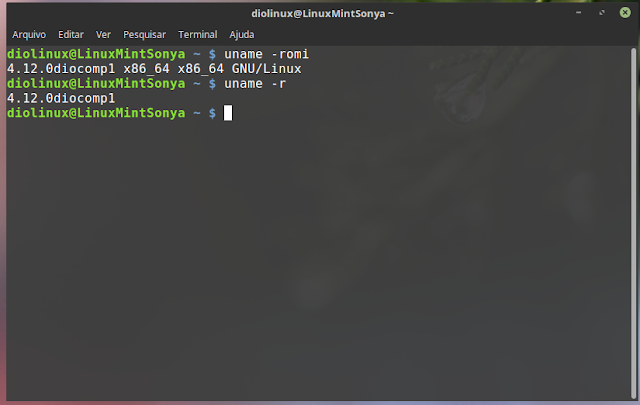 diolinux@LinuxMintSonya ~
Arquivo Editar Ver Pesquisar Terminal Ajuda
diolinux@LinuxMintSonya ~ $ uname -romi
4.12.0diocomp1 x86_64 x86_64 GNU/Linux
diolinux@LinuxMintSonya ~ $ uname -r
4.12.0diocomp1
diolinux@LinuxMintSonya ~ $